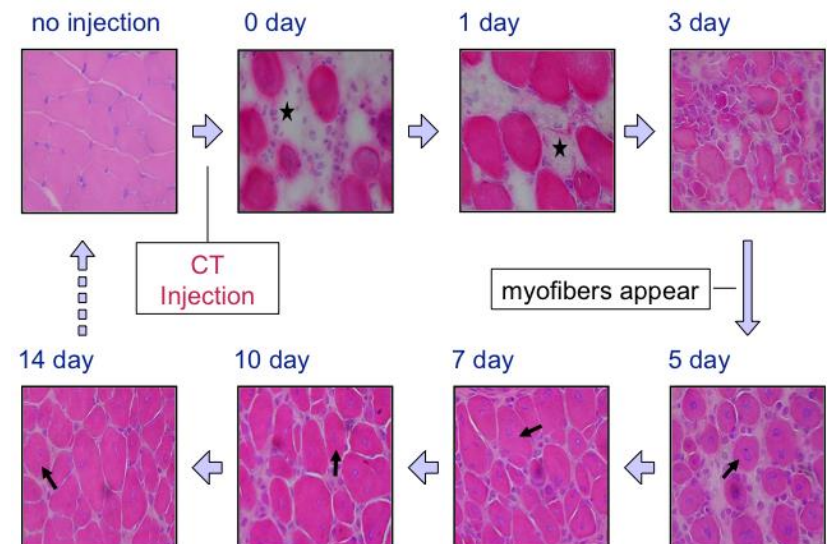 no injection
0 day
1 day
3 day
CT
Injection
myofibers appear
14 day
10 day
7 day
5 day